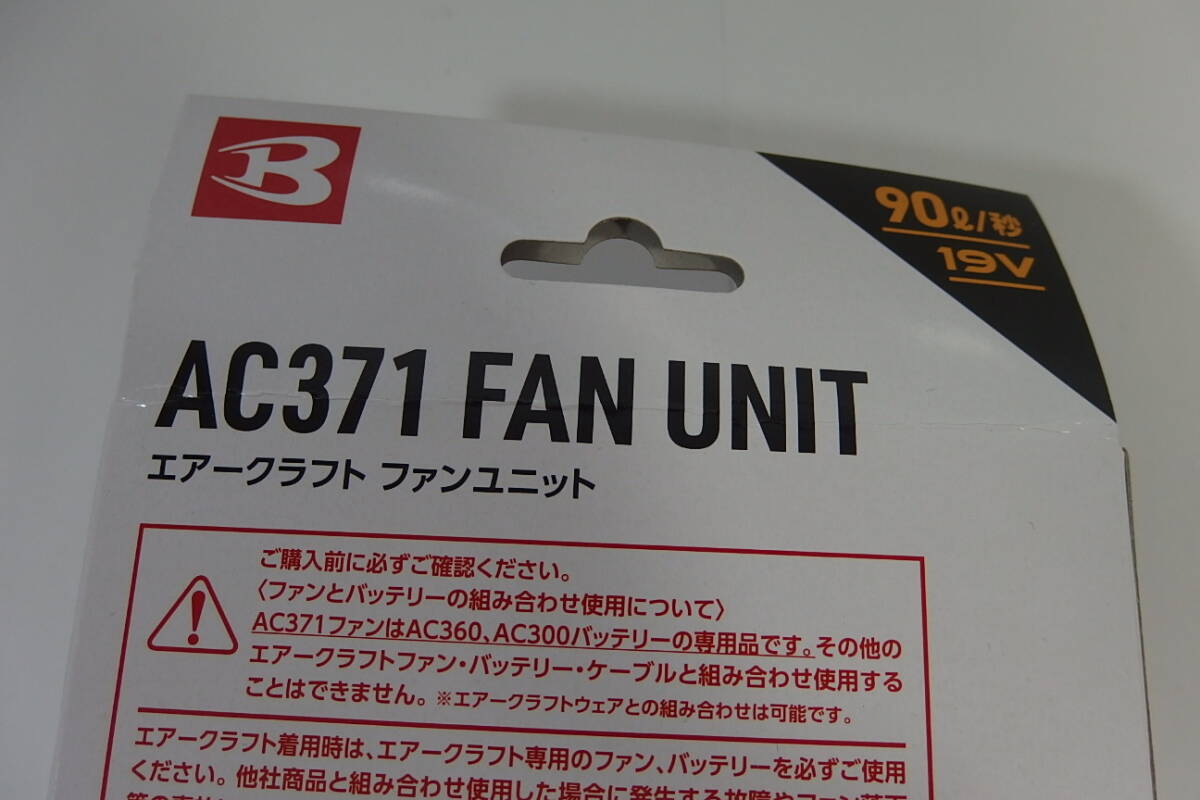 B
90ℓ/秒
19V
AC371 FAN UNIT
エアークラフト ファンユニット
ご購入前に必ずご確認ください。
〈ファンとバッテリーの組み合わせ使用について〉
AC371ファンはAC360、AC300バッテリーの専用品です。その他の
エアークラフトファン・バッテリー・ケーブルと組み合わせ使用する
ことはできません。※エアークラフトウェアとの組み合わせは可能です。
エアークラフト着用時は、エアークラフト専用のファン、バッテリーを必ずご使用
ください。他社商品と組み合わせ使用した場合に発生する故障やファン落下